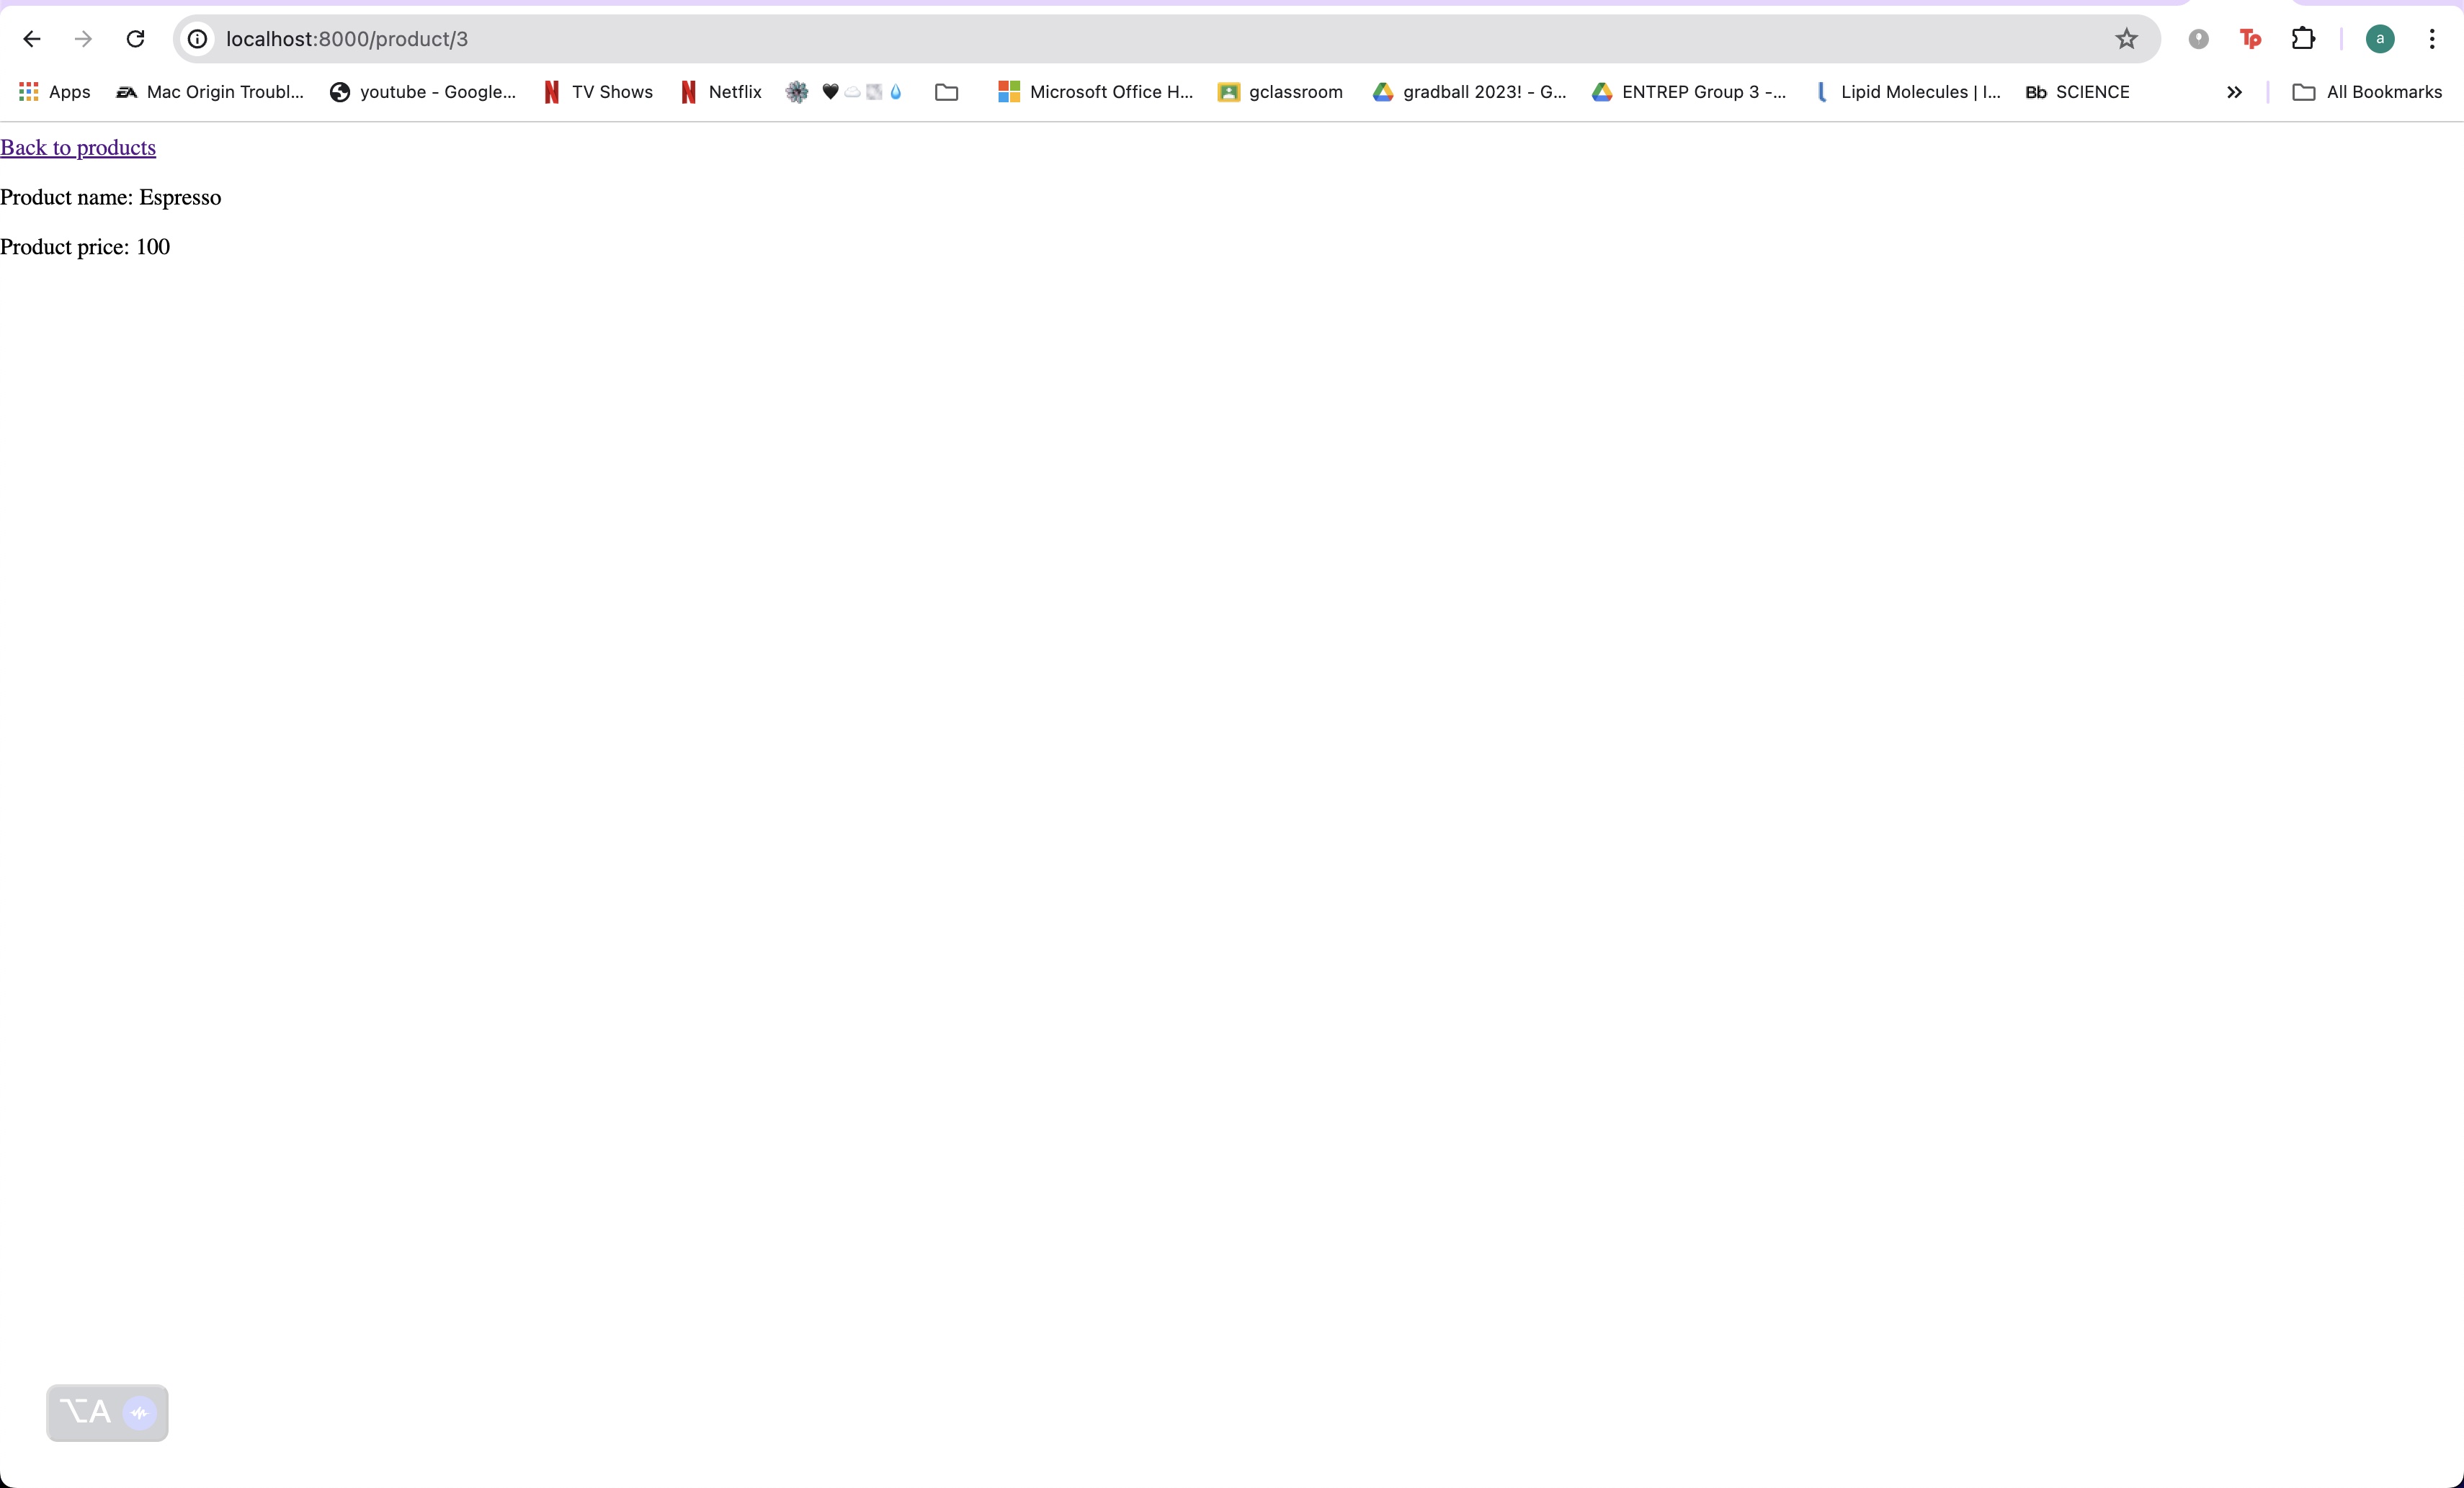 localhost:8000/product/3
a
Apps
Mac Origin Troubl...
youtube - Google...
TV Shows
Netflix
Microsoft Office H...
gclassroom
gradball 2023! - G...
ENTREP Group 3 -...
Lipid Molecules | I...
Bb SCIENCE
All Bookmarks
Back to products
Product name: Espresso
Product price: 100
⌥A